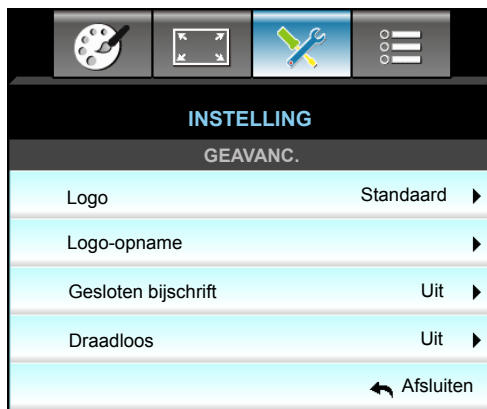 INSTELLING
GEAVANC.
Logo Standaard
Logo-opname
Gesloten bijschrift Uit
Draadloos Uit
Afsluiten